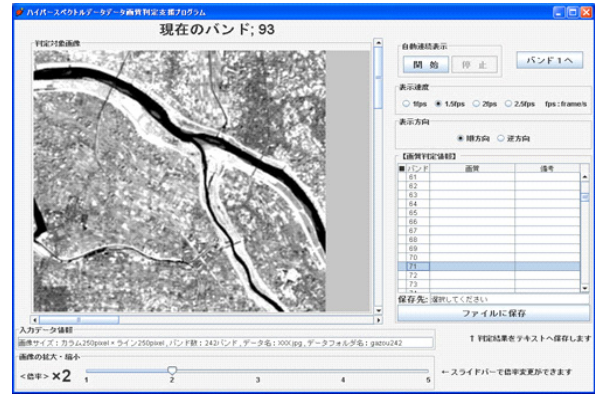 ハイパースペクトルデータデータ画質判定支援プログラム
現在のバンド; 93
判定対象画像
自動連続表示
開 始 停 止 バンド1へ
表示速度
1fps 1.5fps 2fps 2.5fps fps : frame/s
表示方向
順方向 逆方向
【画質判定情報】
■ バンド 画質 備考
61
62
63
64
65
66
67
68
69
70
71
72
73
保存先: 選択してください
ファイルに保存
↑ 判定結果をテキストへ保存します
入力データ情報
画像サイズ : カラム250pixel × ライン250pixel , バンド数 : 242バンド , データ名 : XXX.jpg , データフォルダ名 : gazou242
画像の拡大・縮小
<倍率> ×2 1 2 3 4 5 ←スライドバーで倍率変更ができます